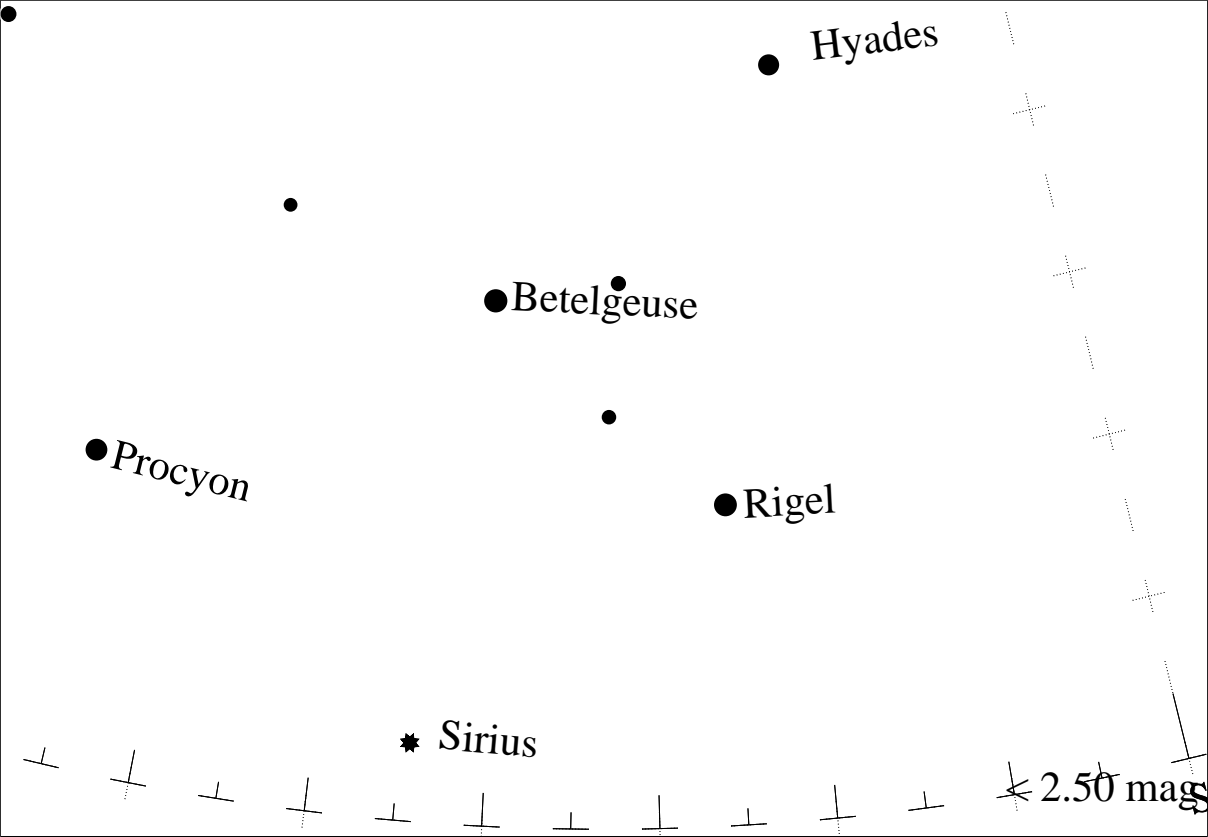 Hyades
Betelgeuse
Procyon
Rigel
Sirius
< 2.50 mag
S